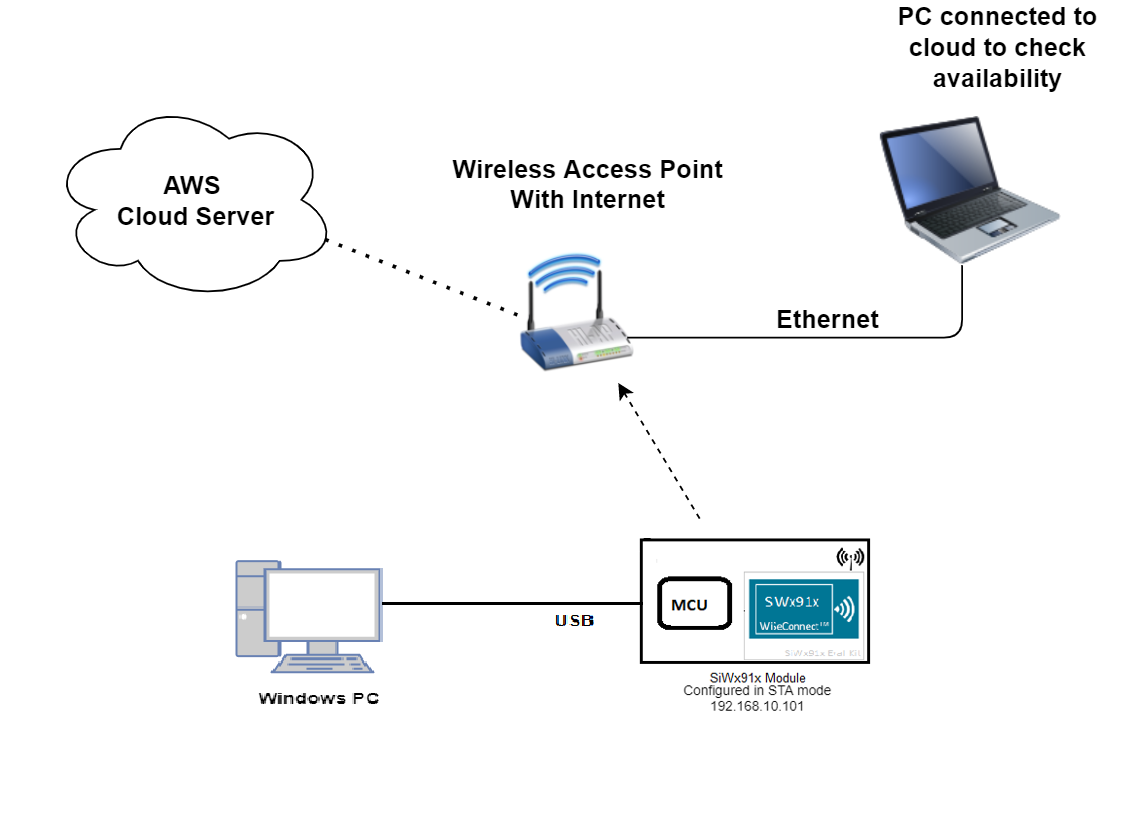 PC connected to
cloud to check
availability
AWS
Cloud Server
Wireless Access Point
With Internet
Ethernet
USB
MCU
SWx91x
SiWx91x Eval Kit
Windows PC
SiWx91x Module
Configured in STA mode
192.168.10.101